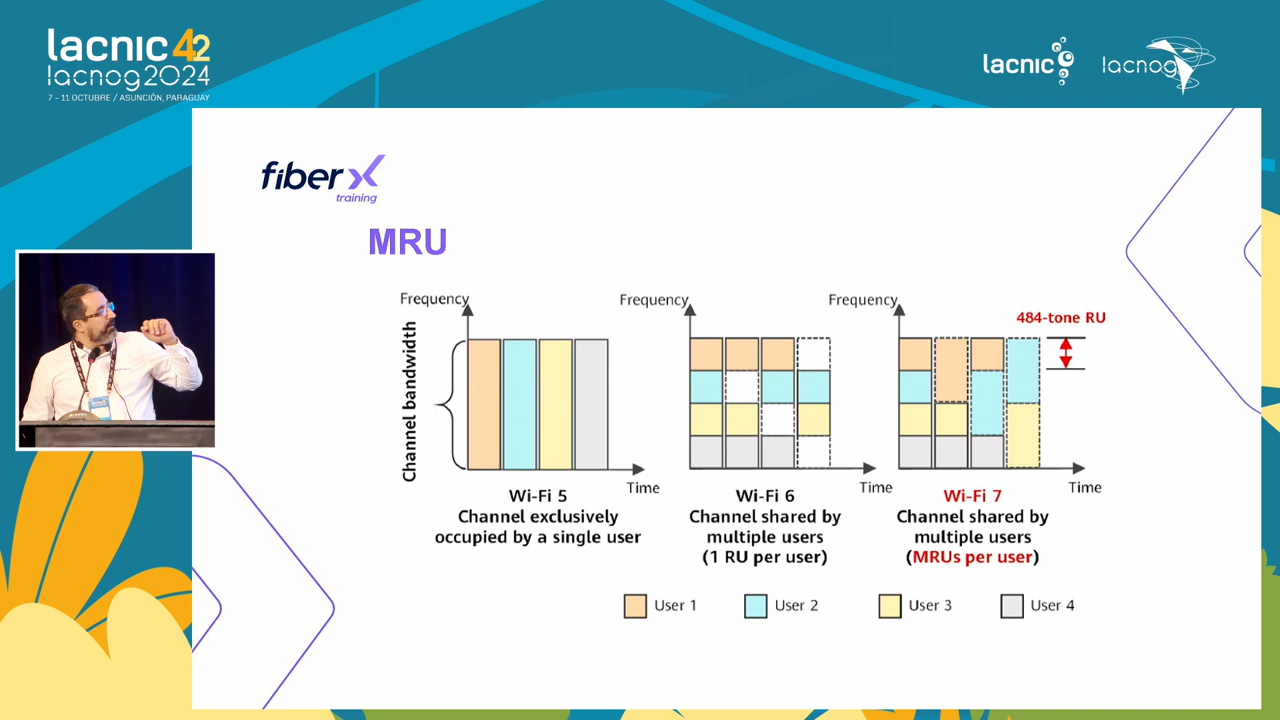 lacnic 42
lacnog2024
7 - 11 OCTUBRE / ASUNCIÓN, PARAGUAY
lacnic
lacnog
fiber x
training
MRU
Frequency
Channel bandwidth
Time
Wi-Fi 5
Channel exclusively
occupied by a single user
Frequency
Time
Wi-Fi 6
Channel shared by
multiple users
(1 RU per user)
Frequency
484-tone RU
Time
Wi-Fi 7
Channel shared by
multiple users
(MRUs per user)
User 1
User 2
User 3
User 4